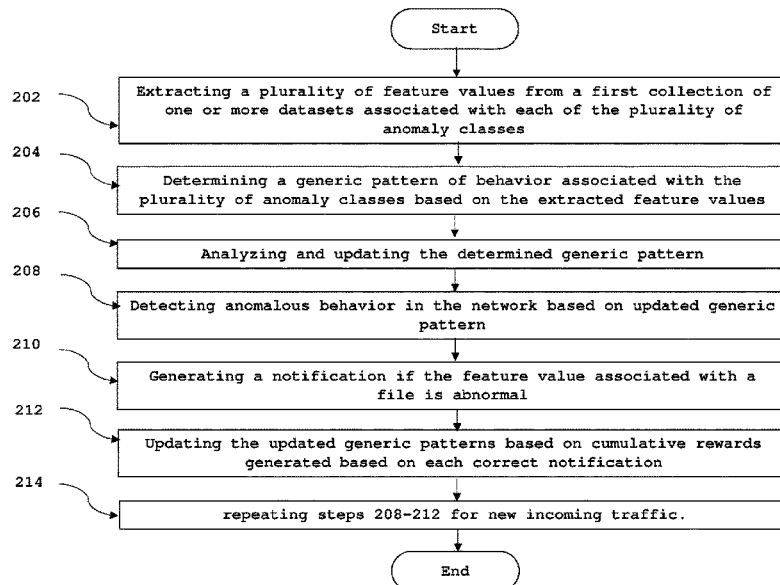 Start
202
Extracting a plurality of feature values from a first collection of
one or more datasets associated with each of the plurality of
anomaly classes
204
Determining a generic pattern of behavior associated with the
plurality of anomaly classes based on the extracted feature values
206
Analyzing and updating the determined generic pattern
208
Detecting anomalous behavior in the network based on updated generic
pattern
210
Generating a notification if the feature value associated with a
file is abnormal
212
Updating the updated generic patterns based on cumulative rewards
generated based on each correct notification
214
repeating steps 208-212 for new incoming traffic.
End